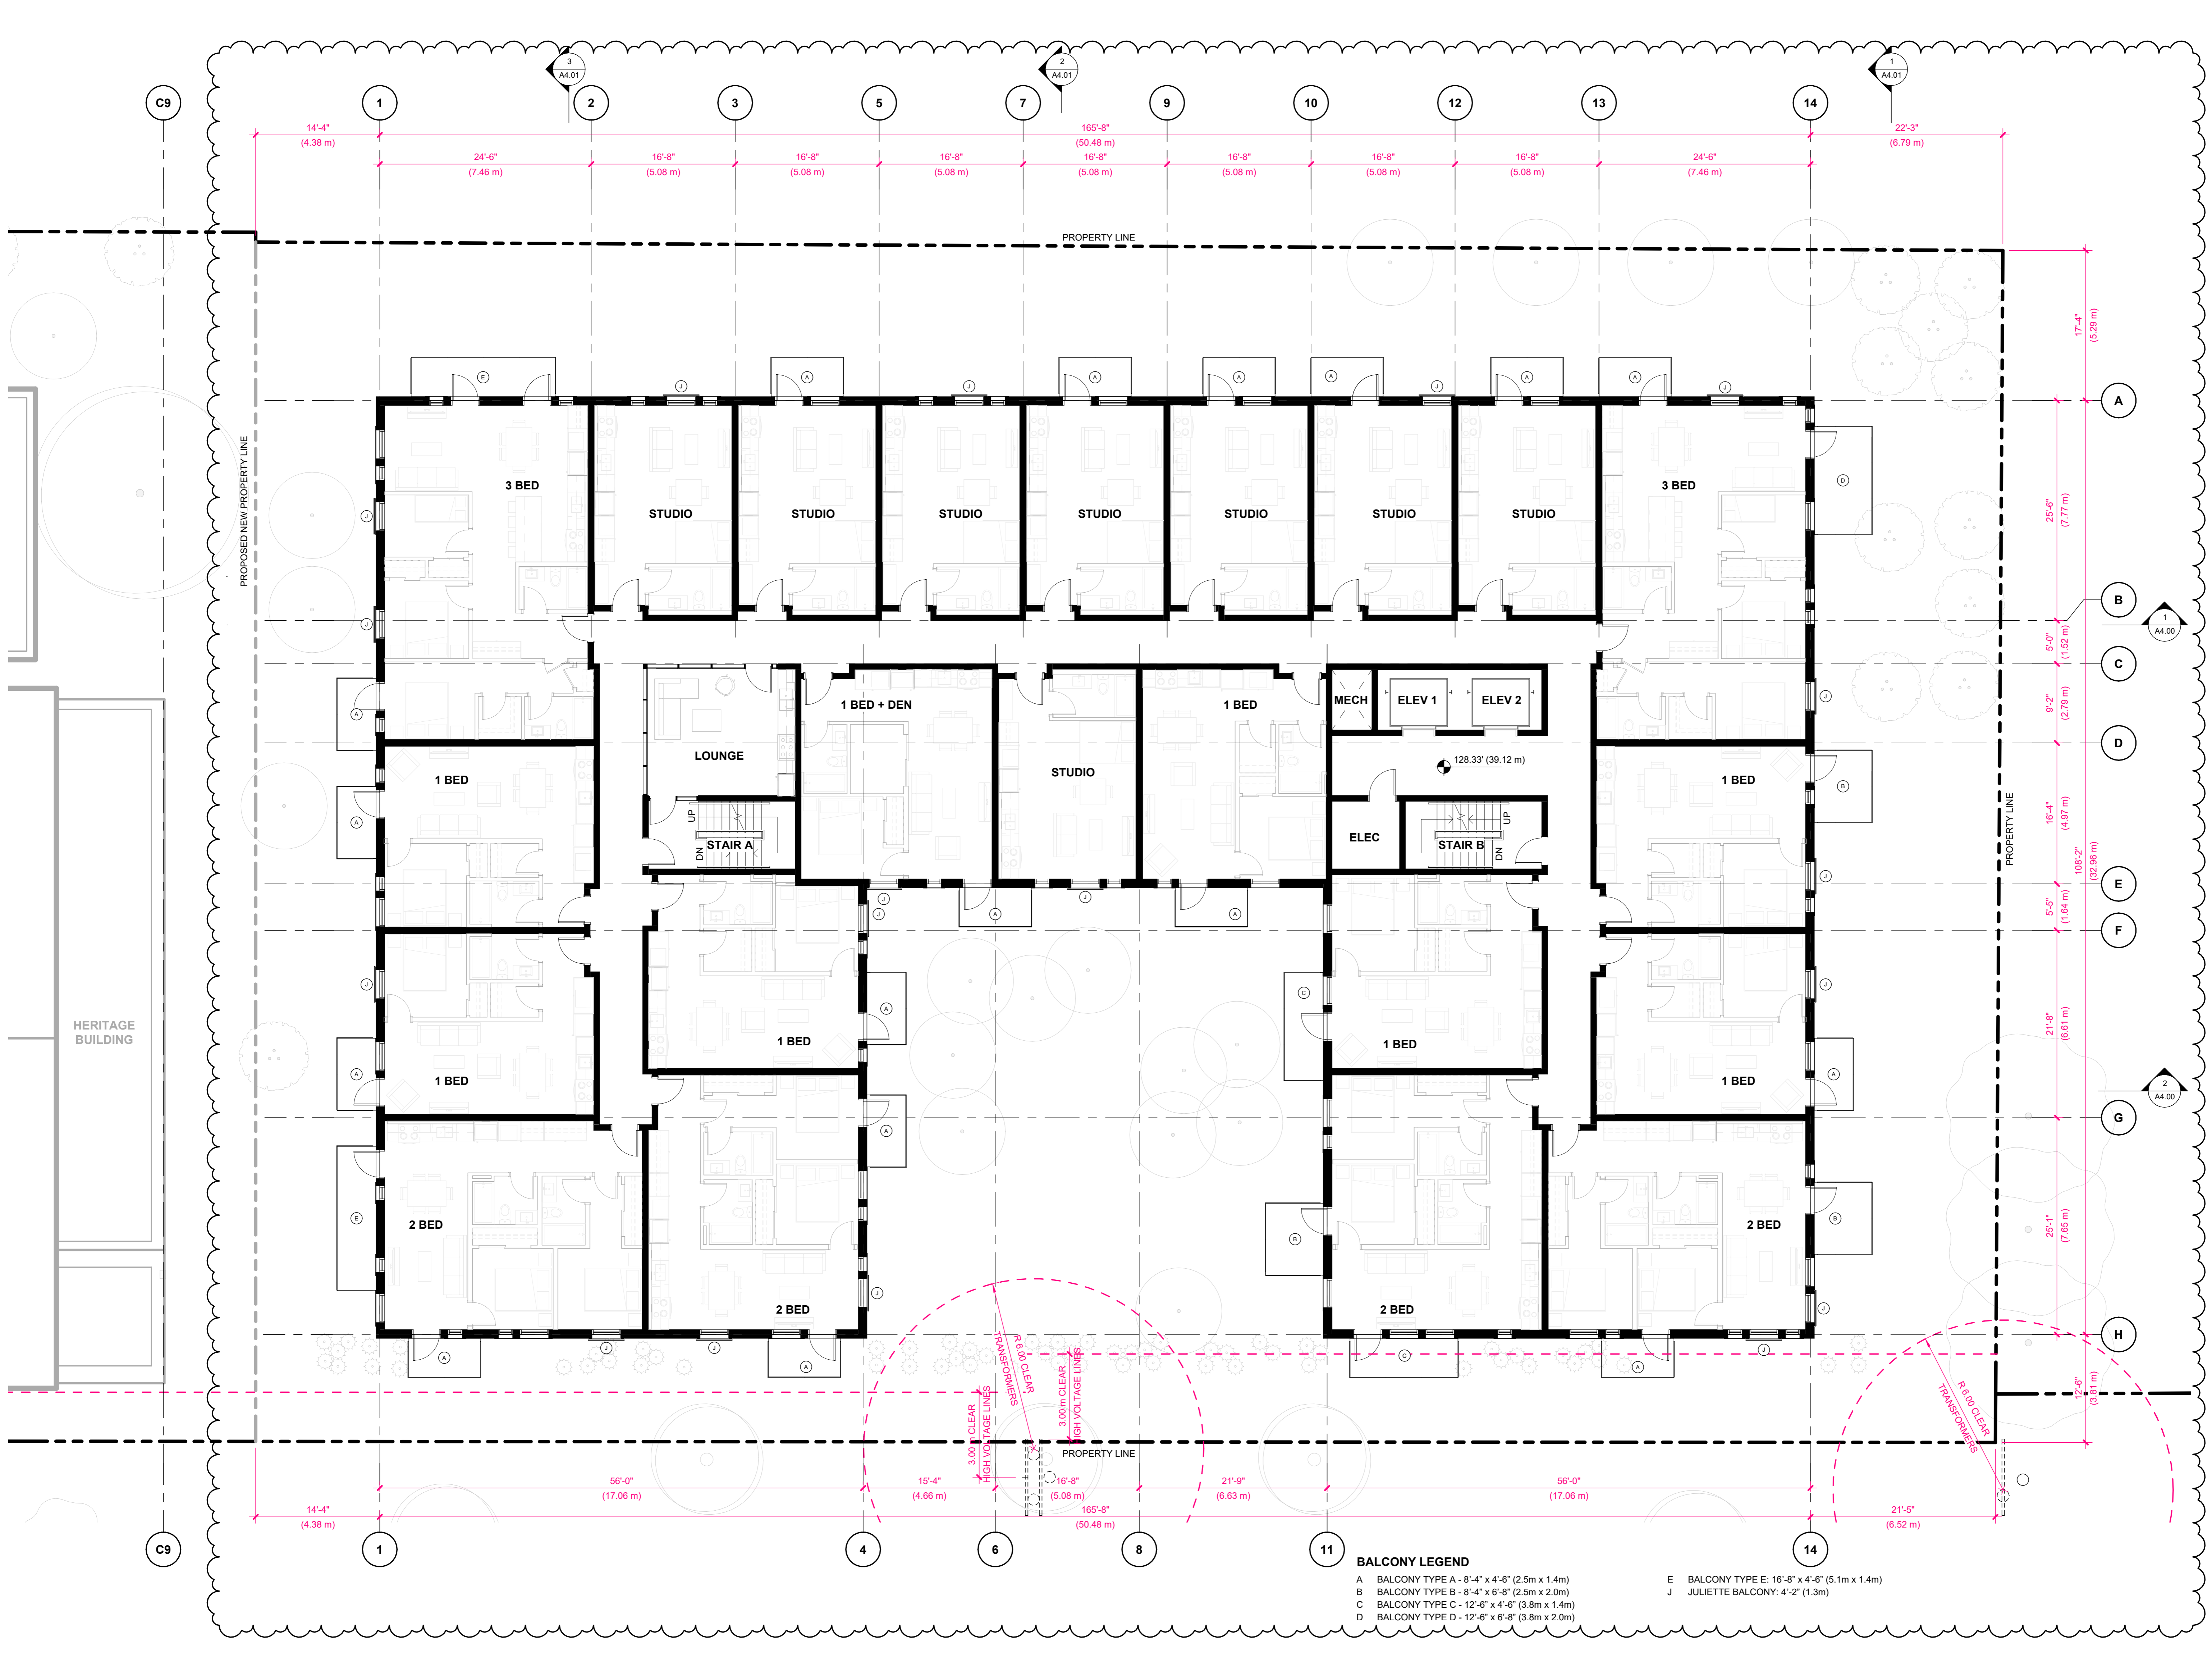 3
A4.01
2
A4.01
1
A4.01
C9
1
2
3
5
7
9
10
12
13
14
14'-4"
(4.38 m)
165'-8"
(50.48 m)
22'-3"
(6.79 m)
24'-6"
(7.46 m)
16'-8"
(5.08 m)
16'-8"
(5.08 m)
16'-8"
(5.08 m)
16'-8"
(5.08 m)
16'-8"
(5.08 m)
16'-8"
(5.08 m)
16'-8"
(5.08 m)
24'-6"
(7.46 m)
PROPERTY LINE
17'-4"
(5.29 m)
E
J
A
J
A
A
A
J
A
A
J
A
PROPOSED NEW PROPERTY LINE
3 BED
STUDIO
STUDIO
STUDIO
STUDIO
STUDIO
STUDIO
STUDIO
3 BED
D
J
25'-6"
(7.77 m)
B
J
1
A4.00
5'-0"
(1.52 m)
C
9'-2"
(2.79 m)
A
LOUNGE
1 BED + DEN
STUDIO
1 BED
MECH
ELEV 1
ELEV 2
J
D
128.33' (39.12 m)
1 BED
A
1 BED
B
16'-4"
(4.97 m)
PROPERTY LINE
UP
DN
STAIR A
ELEC
STAIR B
UP
DN
108'-2"
(32.96 m)
J
E
J
J
A
J
A
5'-5"
(1.64 m)
F
J
A
C
J
HERITAGE
BUILDING
1 BED
A
1 BED
1 BED
1 BED
A
21'-8"
(6.61 m)
2
A4.00
A
G
2 BED
E
2 BED
J
B
2 BED
2 BED
B
J
25'-1"
(7.65 m)
H
A
J
J
A
C
A
J
R 6.00 CLEAR
TRANSFORMERS
3.00 m CLEAR
HIGH VOLTAGE LINES
3.00 m CLEAR
HIGH VOLTAGE LINES
R 6.00 CLEAR
TRANSFORMERS
12'-6"
(3.81 m)
PROPERTY LINE
56'-0"
(17.06 m)
15'-4"
(4.66 m)
16'-8"
(5.08 m)
21'-9"
(6.63 m)
56'-0"
(17.06 m)
14'-4"
(4.38 m)
165'-8"
(50.48 m)
21'-5"
(6.52 m)
C9
1
4
6
8
11
14
BALCONY LEGEND
A BALCONY TYPE A - 8'-4" x 4'-6" (2.5m x 1.4m)
B BALCONY TYPE B - 8'-4" x 6'-8" (2.5m x 2.0m)
C BALCONY TYPE C - 12'-6" x 4'-6" (3.8m x 1.4m)
D BALCONY TYPE D - 12'-6" x 6'-8" (3.8m x 2.0m)
E BALCONY TYPE E: 16'-8" x 4'-6" (5.1m x 1.4m)
J JULIETTE BALCONY: 4'-2" (1.3m)